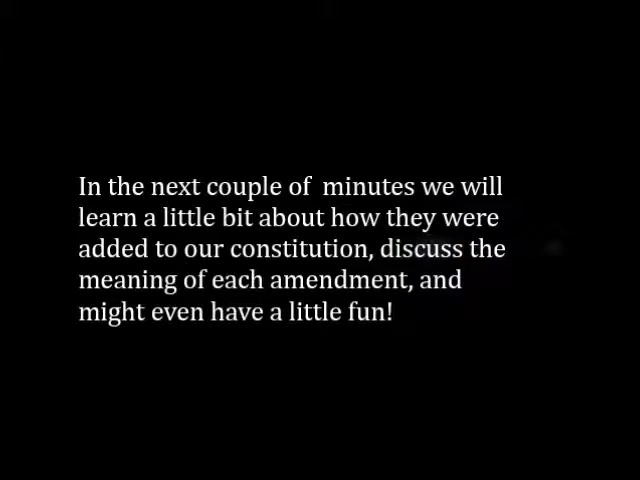 In the next couple of  minutes we will
learn a little bit about how they were
added to our constitution, discuss the
meaning of each amendment, and
might even have a little fun!